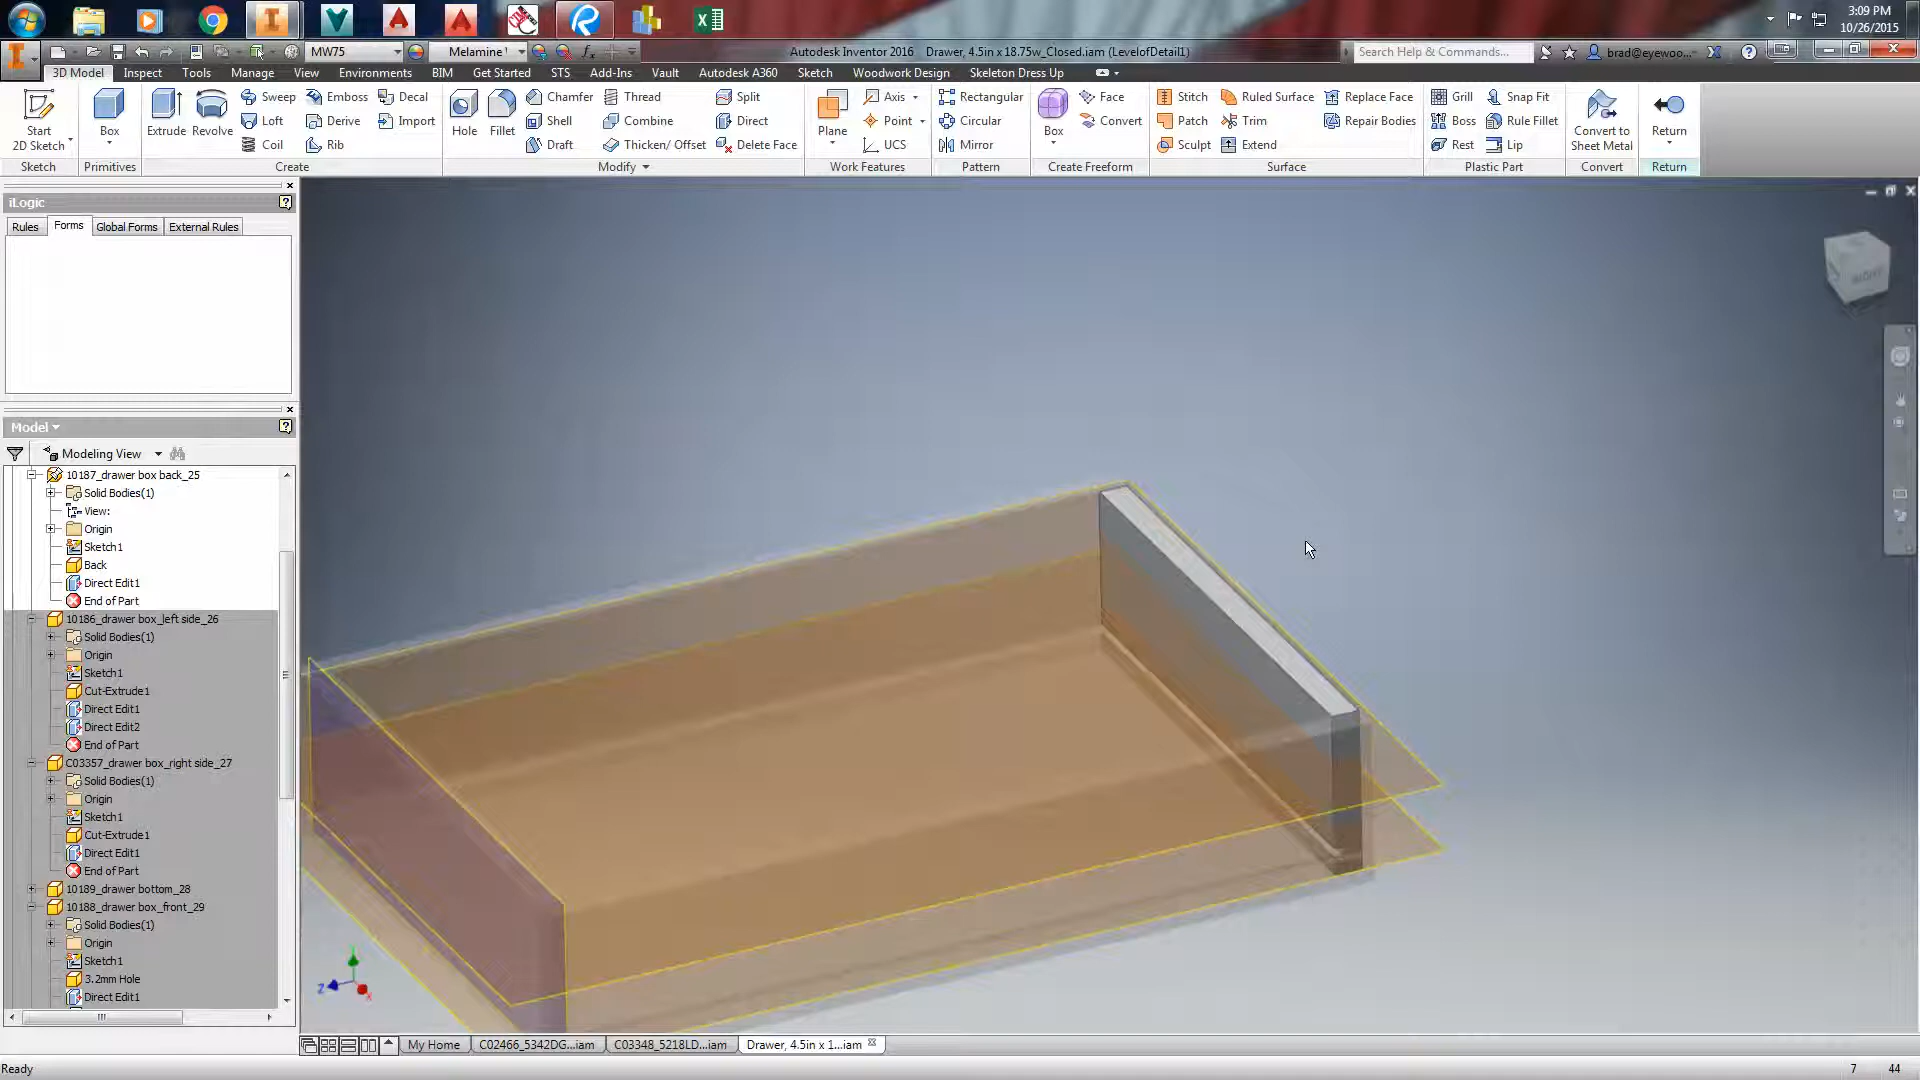 3:09 PM
10/26/2015
MW75
Melamine
Autodesk Inventor 2016 Drawer, 4.5in x 18.75w_Closed.iam (LevelofDetail1)
Search Help & Commands...
brad@eyewoo...
3D Model Inspect Tools Manage View Environments BIM Get Started STS Add-Ins Vault Autodesk A360 Sketch Woodwork Design Skeleton Dress Up
Start 2D Sketch
Box
Extrude
Revolve
Sweep
Loft
Coil
Emboss
Derive
Rib
Decal
Import
Hole
Fillet
Chamfer
Shell
Draft
Thread
Combine
Thicken/ Offset
Split
Direct
Delete Face
Plane
Axis
Point
UCS
Rectangular
Circular
Mirror
Box
Face
Convert
Stitch
Patch
Sculpt
Ruled Surface
Trim
Extend
Replace Face
Repair Bodies
Grill
Boss
Rest
Snap Fit
Rule Fillet
Lip
Convert to Sheet Metal
Return
Sketch Primitives Create Modify Work Features Pattern Create Freeform Surface Plastic Part Convert Return
iLogic
Rules Forms Global Forms External Rules
Model
Modeling View
10187_drawer box back_25
Solid Bodies(1)
View:
Origin
Sketch1
Back
Direct Edit1
End of Part
10186_drawer box_left side_26
Solid Bodies(1)
Origin
Sketch1
Cut-Extrude1
Direct Edit1
Direct Edit2
End of Part
C03357_drawer box_right side_27
Solid Bodies(1)
Origin
Sketch1
Cut-Extrude1
Direct Edit1
End of Part
10189_drawer bottom_28
10188_drawer box_front_29
Solid Bodies(1)
Origin
Sketch1
3.2mm Hole
Direct Edit1
RIGHT
Z
X
My Home C02466_5342DG...iam C03348_5218LD...iam Drawer, 4.5in x 1...iam
Ready
7 44